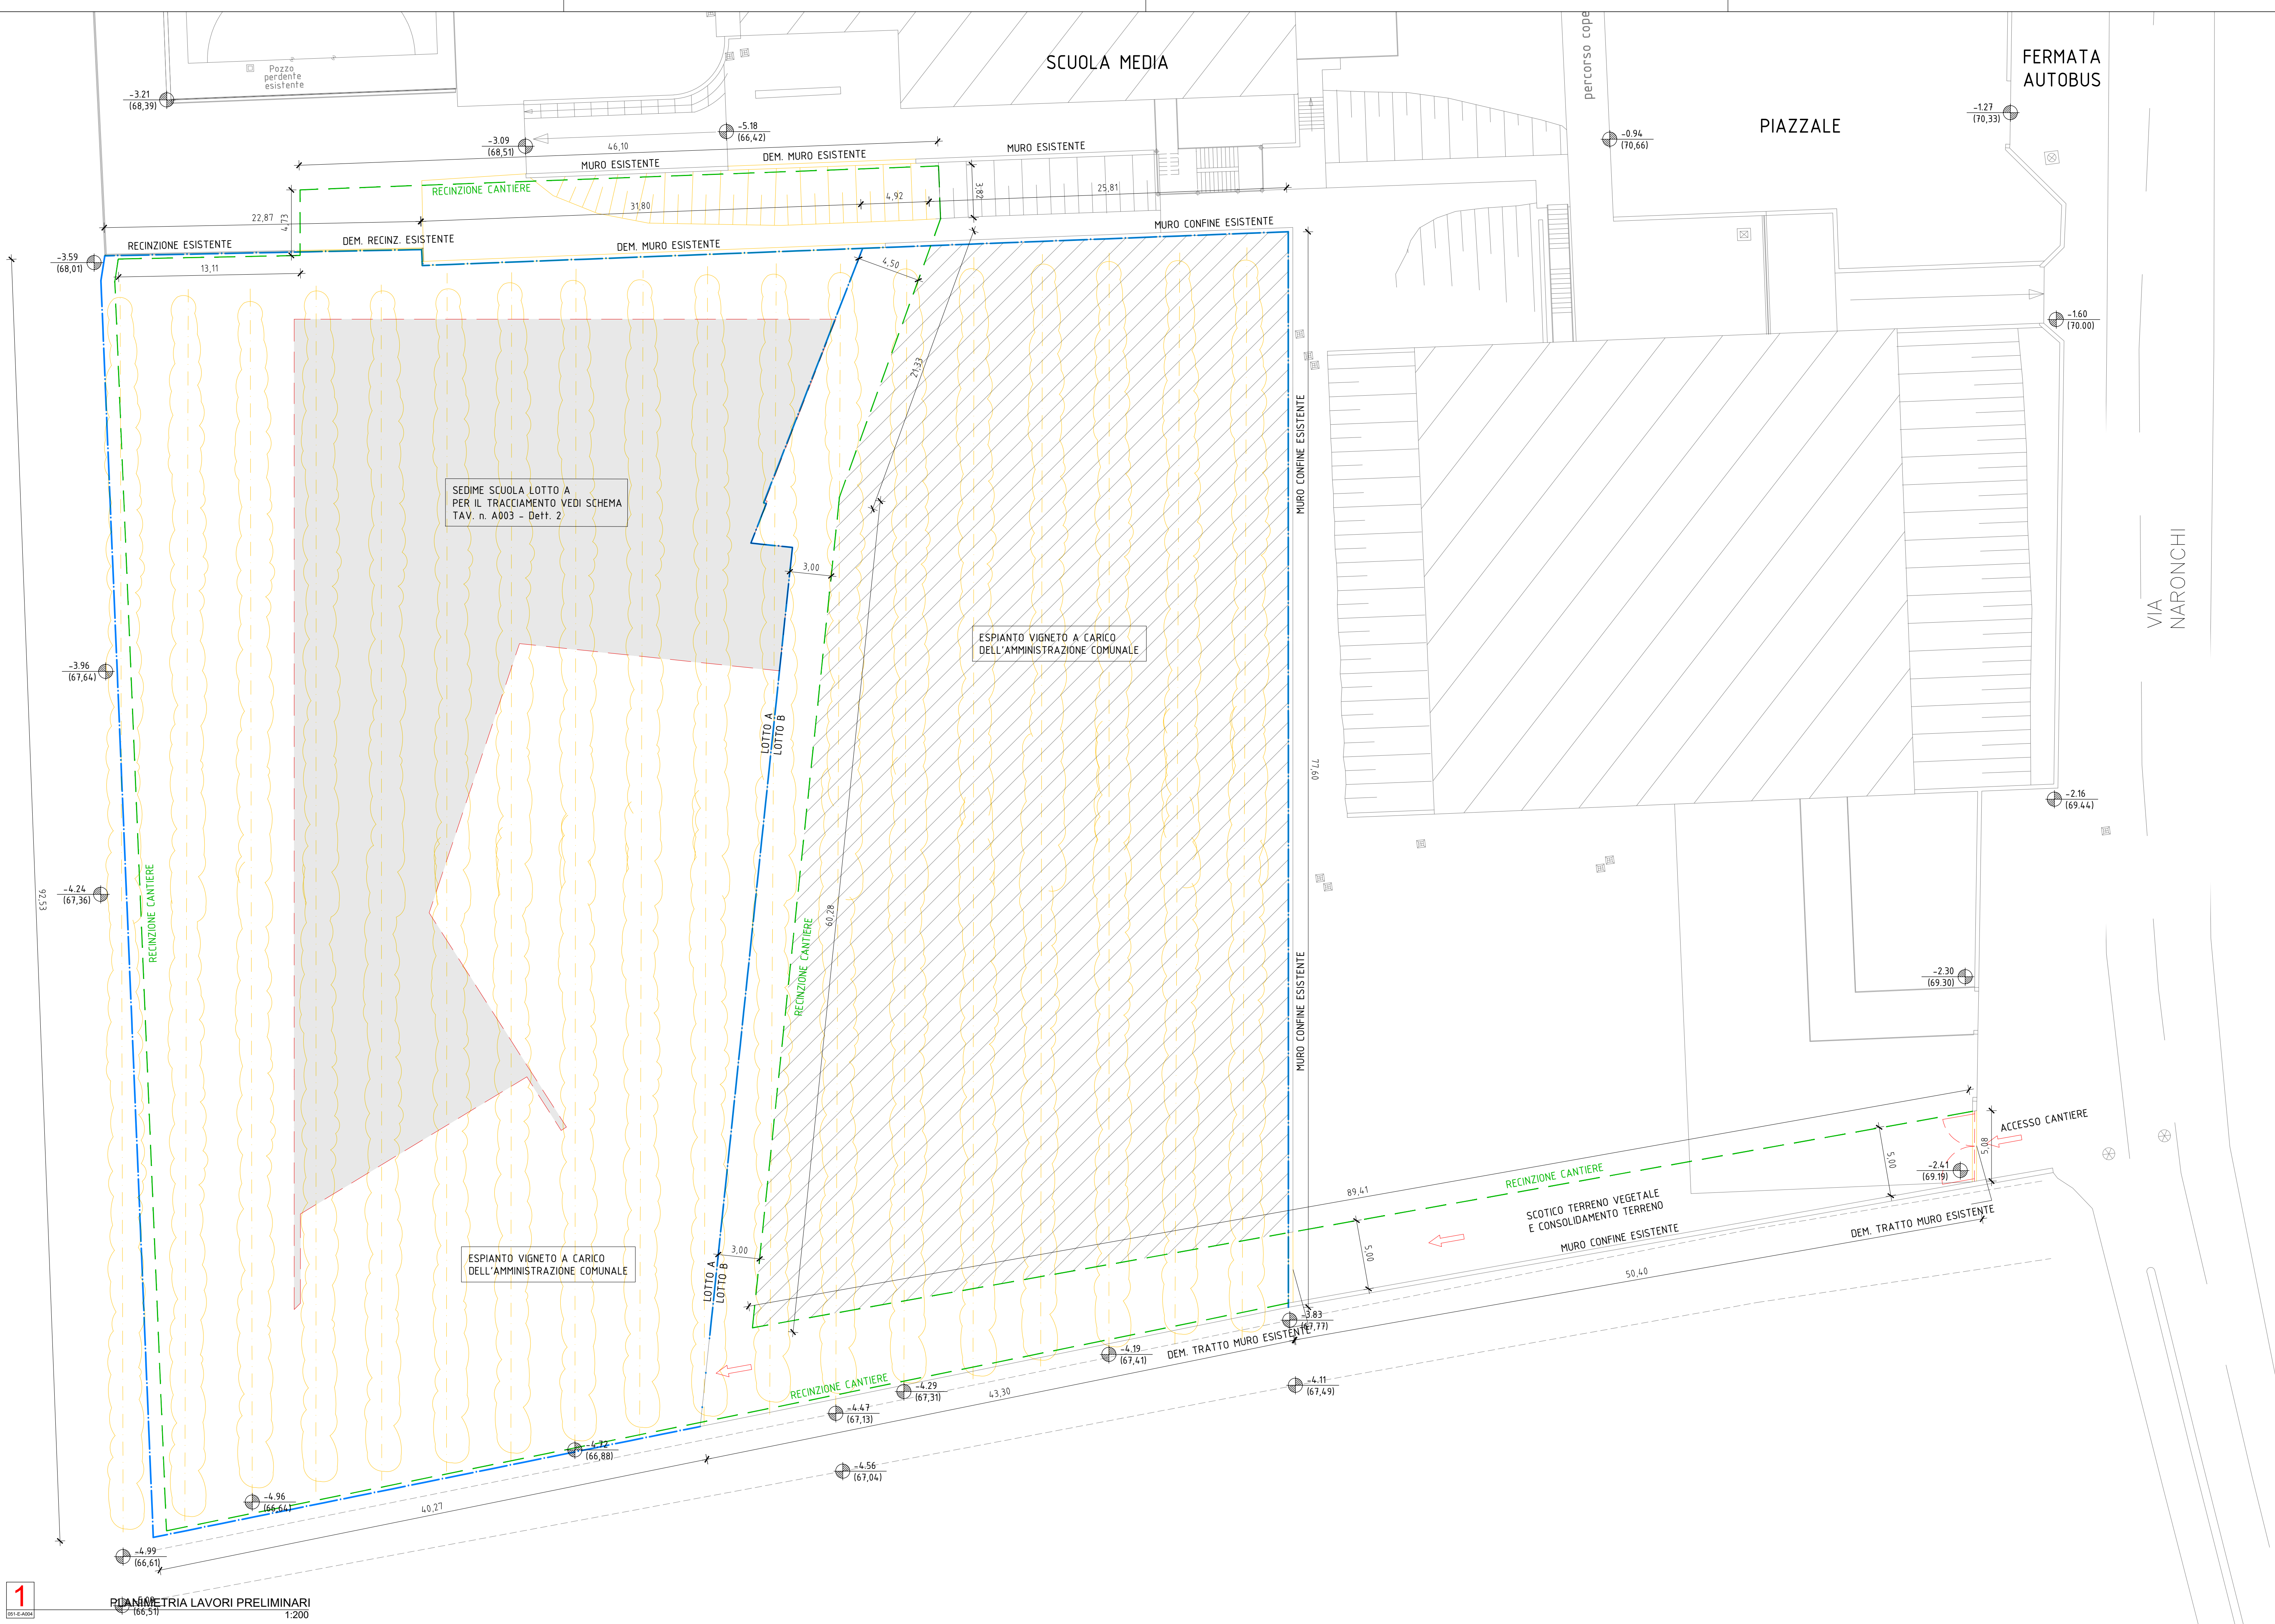 SCUOLA MEDIA
FERMATA
AUTOBUS
PIAZZALE
percorso cope
Pozzo
perdente
esistente
-3.21
(68,39)
-3.09
(68,51)
-5.18
(66,42)
-0.94
(70,66)
-1.27
(70,33)
46,10
MURO ESISTENTE
DEM. MURO ESISTENTE
MURO ESISTENTE
RECINZIONE CANTIERE
3,82
25,81
4,92
31,80
22,87
4,73
MURO CONFINE ESISTENTE
RECINZIONE ESISTENTE
DEM. RECINZ. ESISTENTE
DEM. MURO ESISTENTE
-3.59
(68,01)
13,11
4,50
-1.60
(70.00)
21,33
MURO CONFINE ESISTENTE
SEDIME SCUOLA LOTTO A
PER IL TRACCIAMENTO VEDI SCHEMA
TAV. n. A003 - Dett. 2
3,00
VIA
NARONCHI
ESPIANTO VIGNETO A CARICO
DELL'AMMINISTRAZIONE COMUNALE
-3.96
(67,64)
LOTTO A
LOTTO B
77,60
-2.16
(69.44)
92,53
-4.24
(67,36)
RECINZIONE CANTIERE
60,28
RECINZIONE CANTIERE
MURO CONFINE ESISTENTE
-2.30
(69.30)
ACCESSO CANTIERE
5,08
5,00
-2.41
(69.19)
89,41
RECINZIONE CANTIERE
SCOTICO TERRENO VEGETALE
E CONSOLIDAMENTO TERRENO
MURO CONFINE ESISTENTE
DEM. TRATTO MURO ESISTENTE
5,00
50,40
ESPIANTO VIGNETO A CARICO
DELL'AMMINISTRAZIONE COMUNALE
3,00
LOTTO A
LOTTO B
-3.83
(67,77)
DEM. TRATTO MURO ESISTENTE
-4.19
(67,41)
RECINZIONE CANTIERE
-4.29
(67,31)
43,30
-4.11
(67,49)
-4.47
(67,13)
-4.72
(66,88)
-4.56
(67,04)
-4.96
(66,64)
40,27
-4.99
(66,61)
1
051-E-A004
PLANIMETRIA LAVORI PRELIMINARI
(66,51)
1:200